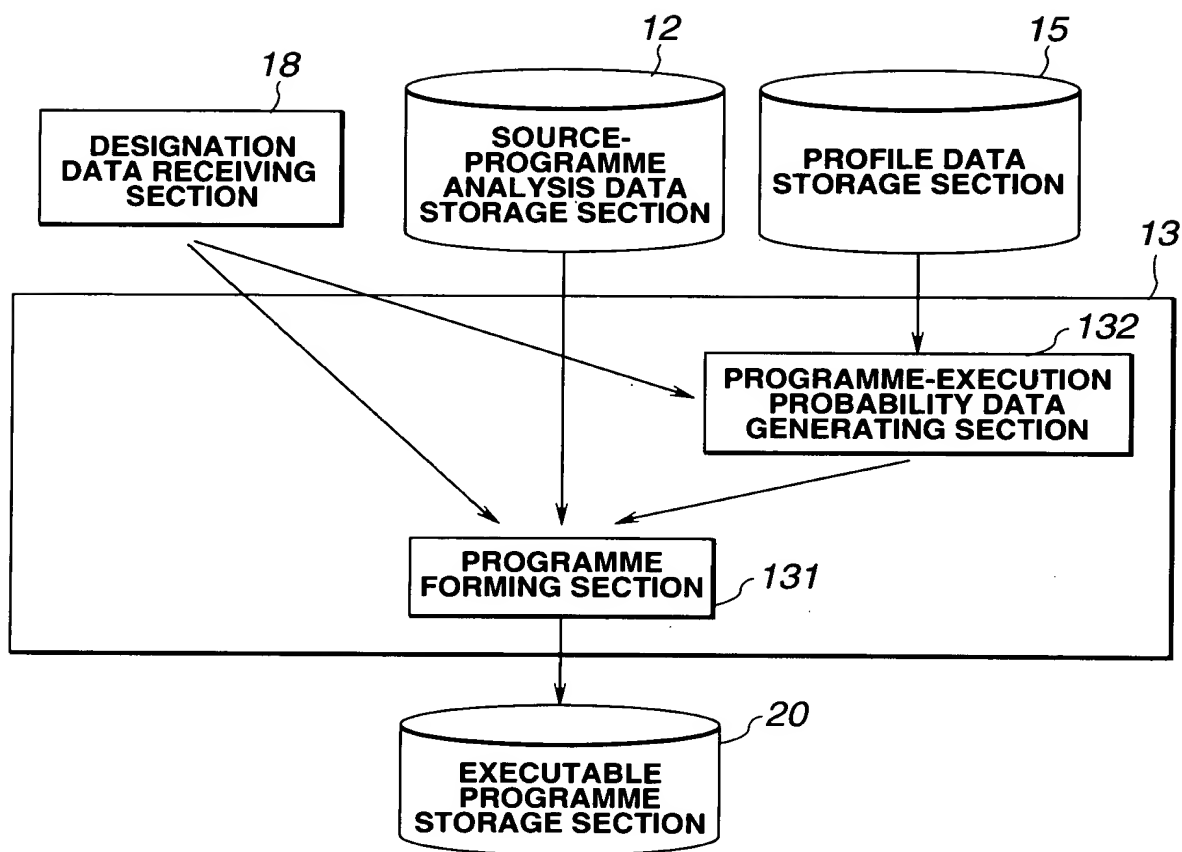 18
DESIGNATION
DATA RECEIVING
SECTION
12
SOURCE-
PROGRAMME
ANALYSIS DATA
STORAGE SECTION
15
PROFILE DATA
STORAGE SECTION
13
132
PROGRAMME-EXECUTION
PROBABILITY DATA
GENERATING SECTION
PROGRAMME
FORMING SECTION
131
20
EXECUTABLE
PROGRAMME
STORAGE SECTION